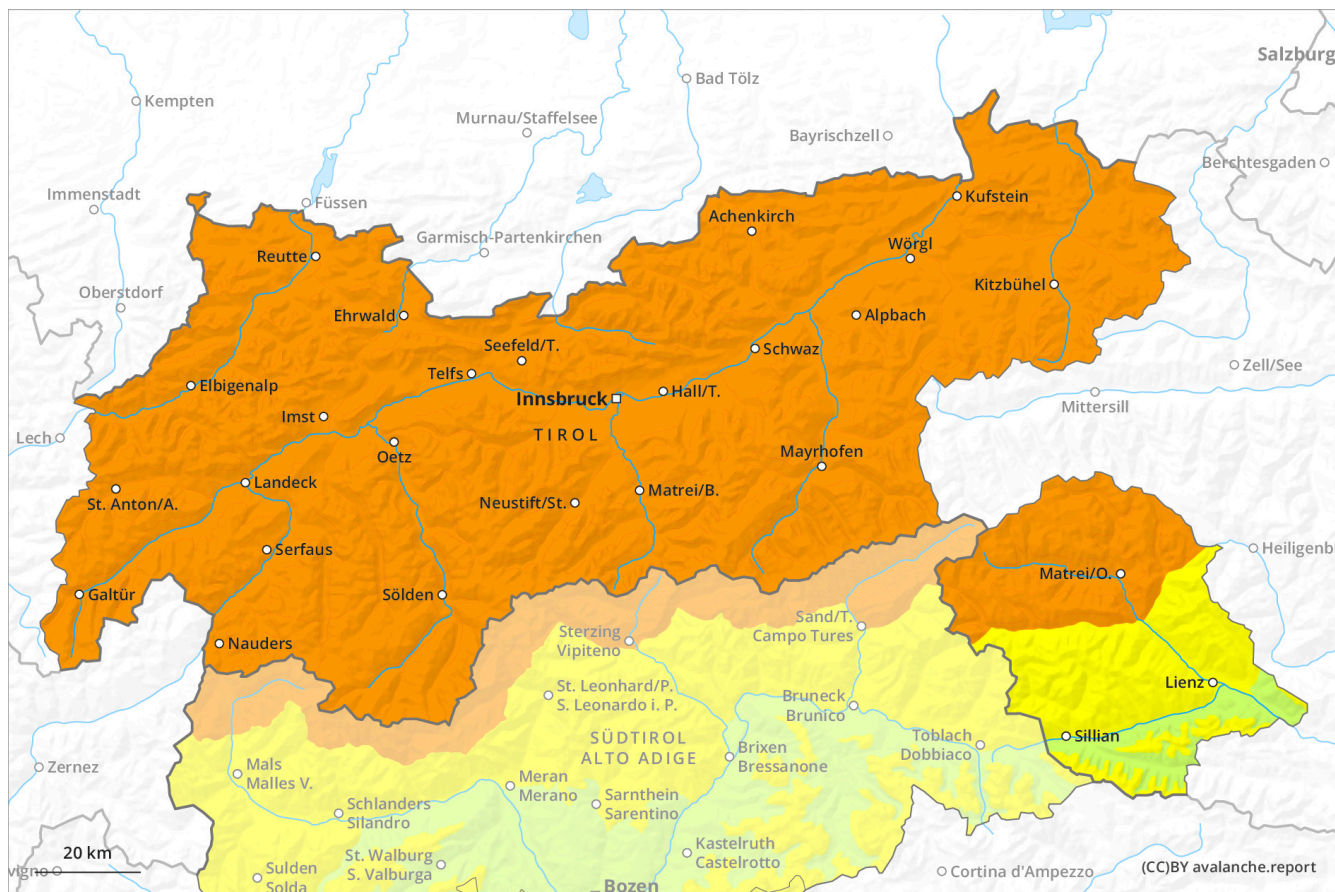 Salzburg
Bad Tölz
Kempten
Murnau/Staffelsee
Bayrischzell
Berchtesgaden
Immenstadt
Füssen
Kufstein
Achenkirch
Garmisch-Partenkirchen
Wörgl
Reutte
Kitzbühel
Oberstdorf
Ehrwald
Alpbach
Seefeld/T.
Schwaz
Zell/See
Telfs
Elbigenalp
Hall/T.
Innsbruck
Mittersill
Imst
TIROL
Lech
Oetz
Mayrhofen
Landeck
Matrei/B.
St. Anton/A.
Neustift/St.
Serfaus
Heiligenb
Matrei/O.
Galtür
Sölden
Sand/T.
Campo Tures
Sterzing
Vipiteno
Nauders
St. Leonhard/P.
S. Leonardo i. P.
Lienz
Bruneck
Brunico
SÜDTIROL
ALTO ADIGE
Toblach
Dobbiaco
Sillian
Brixen
Bressanone
Zernez
Mals
Malles V.
Meran
Merano
Sarnthein
Sarentino
Schlanders
Silandro
Kastelruth
Castelrotto
20 km
St. Walburg
S. Valburga
vigno
Sulden
Solda
Cortina d'Ampezzo
(CC)BY avalanche.report
Bozen